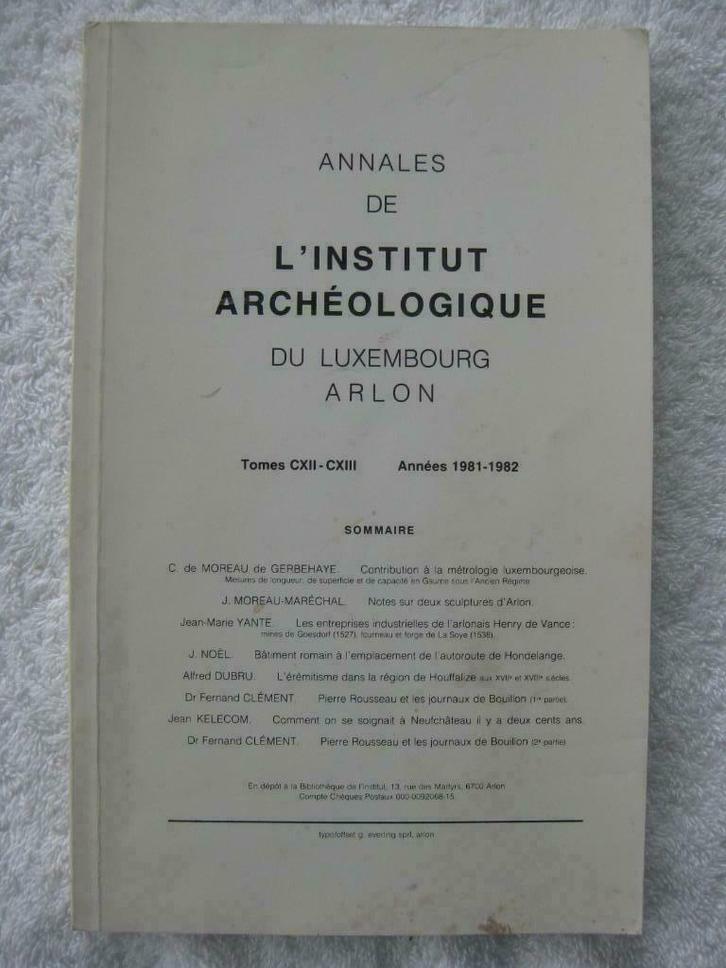 ANNALES
DE
L'INSTITUT
ARCHÉOLOGIQUE
DU LUXEMBOURG
ARLON
Tomes CXII-CXIII Années 1981-1982
SOMMAIRE
C. de MOREAU de GERBEHAYE. Contribution à la métrologie luxembourgeoise.
Mesures de longueur, de superficie et de capacité en Gaume sous l'Ancien Régime
J. MOREAU-MARÉCHAL. Notes sur deux sculptures d'Arlon.
Jean-Marie YANTE. Les entreprises industrielles de l'arlonais Henry de Vance :
mines de Goesdorf (1527), fourneau et forge de La Soye (1538).
J. NOËL. Bâtiment romain à l'emplacement de l'autoroute de Hondelange.
Alfred DUBRU. L'érémitisme dans la région de Houffalize aux XVIIe et XVIIIe siècles.
Dr Fernand CLÉMENT. Pierre Rousseau et les journaux de Bouillon (1re partie).
Jean KELECOM. Comment on se soignait à Neufchâteau il y a deux cents ans.
Dr Fernand CLÉMENT. Pierre Rousseau et les journaux de Bouillon (2e partie)
En dépôt à la Bibliothèque de l'Institut, 13, rue des Martyrs, 6700 Arlon
Compte Chèques Postaux 000-0092068-15
typofoffset g. everling sprl, arlon